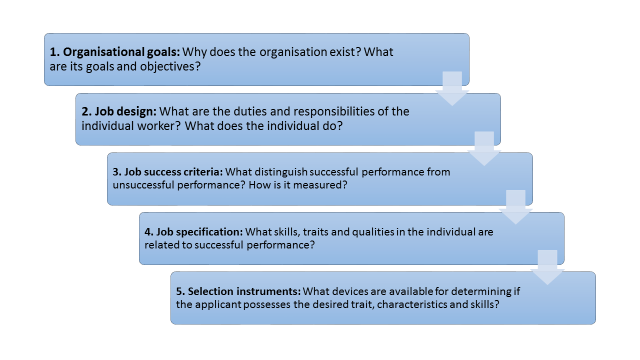 1. Organisational goals: Why does the organisation exist? What
are its goals and objectives?
2. Job design: What are the duties and responsibilities of the
individual worker? What does the individual do?
3. Job success criteria: What distinguish successful performance from
unsuccessful performance? How is it measured?
4. Job specification: What skills, traits and qualities in the individual are
related to successful performance?
5. Selection instruments: What devices are available for determining if
the applicant possesses the desired trait, characteristics and skills?